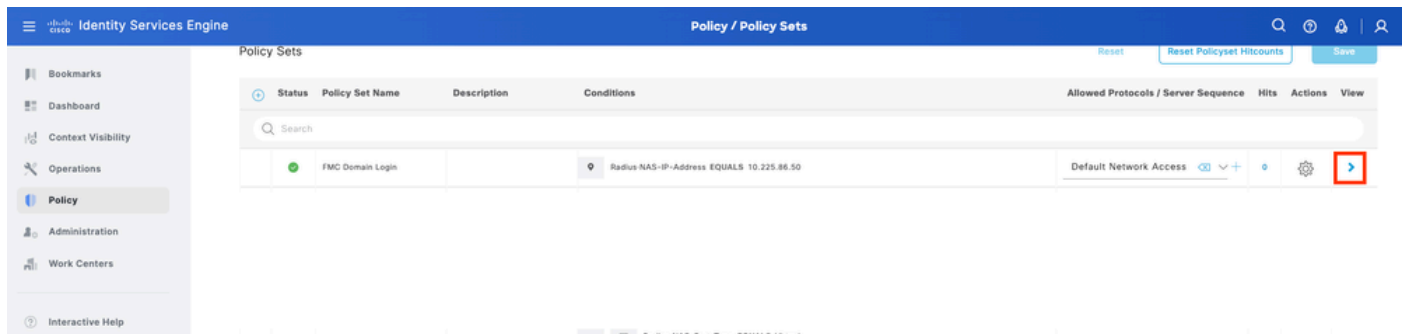 cisco Identity Services Engine
Policy / Policy Sets
Policy Sets
Reset
Reset Policyset Hitcounts
Save
Bookmarks
Dashboard
Context Visibility
Operations
Policy
Administration
Work Centers
Interactive Help
Status Policy Set Name Description Conditions Allowed Protocols / Server Sequence Hits Actions View
Search
FMC Domain Login Radius·NAS-IP-Address EQUALS 10.225.86.50 Default Network Access 0